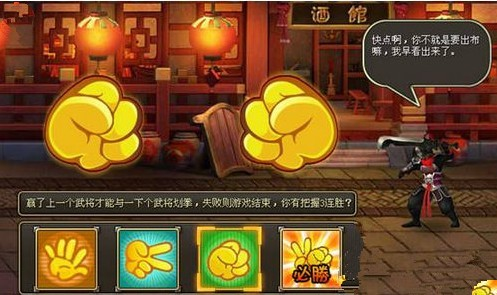 酒館
快点啊，你不就是要出布
嘛，我早看出来了。
赢了上一个武将才能与一下个武将划拳，失败则游戏结束，你有把握3连胜？
必勝